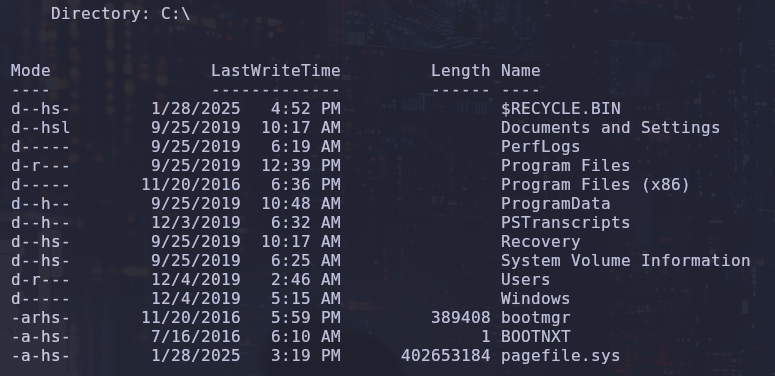 Directory: C:\
Mode                LastWriteTime         Length Name
----                -------------         ------ ----
d--hs-        1/28/2025   4:52 PM                $RECYCLE.BIN
d--hsl        9/25/2019  10:17 AM                Documents and Settings
d-----        9/25/2019   6:19 AM                PerfLogs
d-r---        9/25/2019  12:39 PM                Program Files
d-----       11/20/2016   6:36 PM                Program Files (x86)
d--h--        9/25/2019  10:48 AM                ProgramData
d--h--        12/3/2019   6:32 AM                PSTranscripts
d--hs-        9/25/2019  10:17 AM                Recovery
d--hs-        9/25/2019   6:25 AM                System Volume Information
d-r---        12/4/2019   2:46 AM                Users
d-----        12/4/2019   5:15 AM                Windows
-arhs-       11/20/2016   5:59 PM         389408 bootmgr
-a-hs-        7/16/2016   6:10 AM              1 BOOTNXT
-a-hs-        1/28/2025   3:19 PM      402653184 pagefile.sys